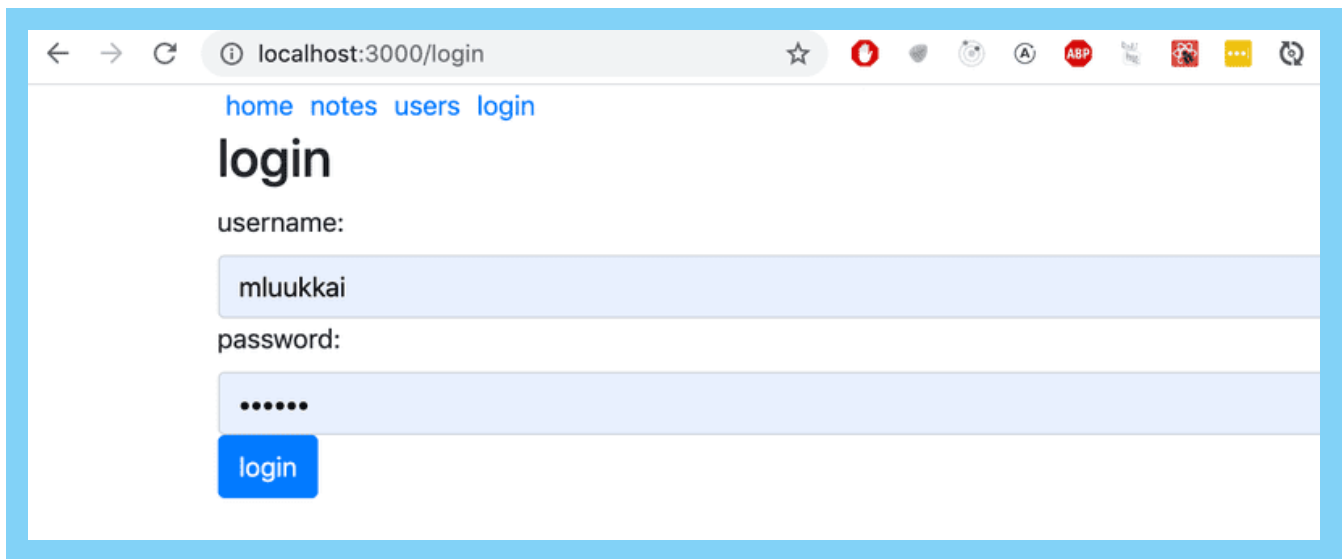 localhost:3000/login
ABP
home notes users login
login
username:
mluukkai
password:
••••••
login